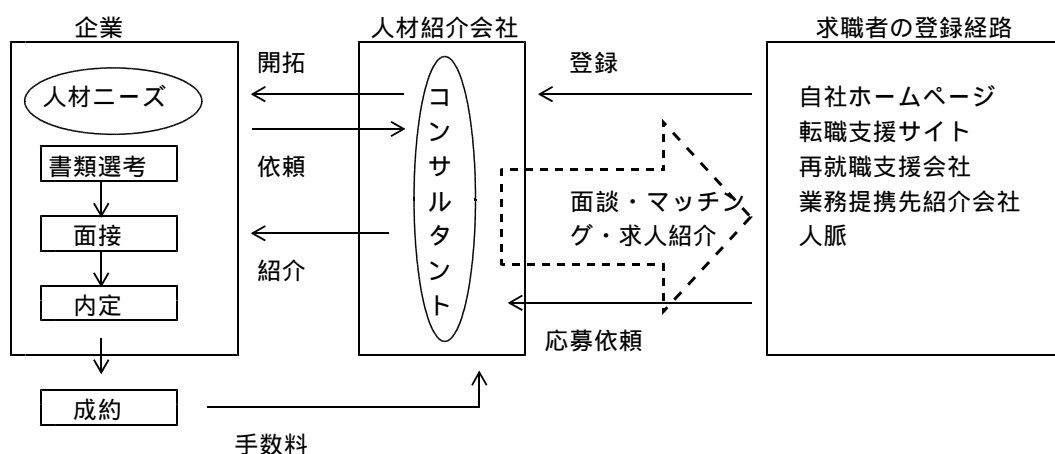 企業
人材ニーズ
書類選考
面接
内定
成約
開拓
依頼
紹介
手数料
人材紹介会社
コンサルタント
登録
面談・マッチン
グ・求人紹介
応募依頼
求職者の登録経路
自社ホームページ
転職支援サイト
再就職支援会社
業務提携先紹介会社
人脈